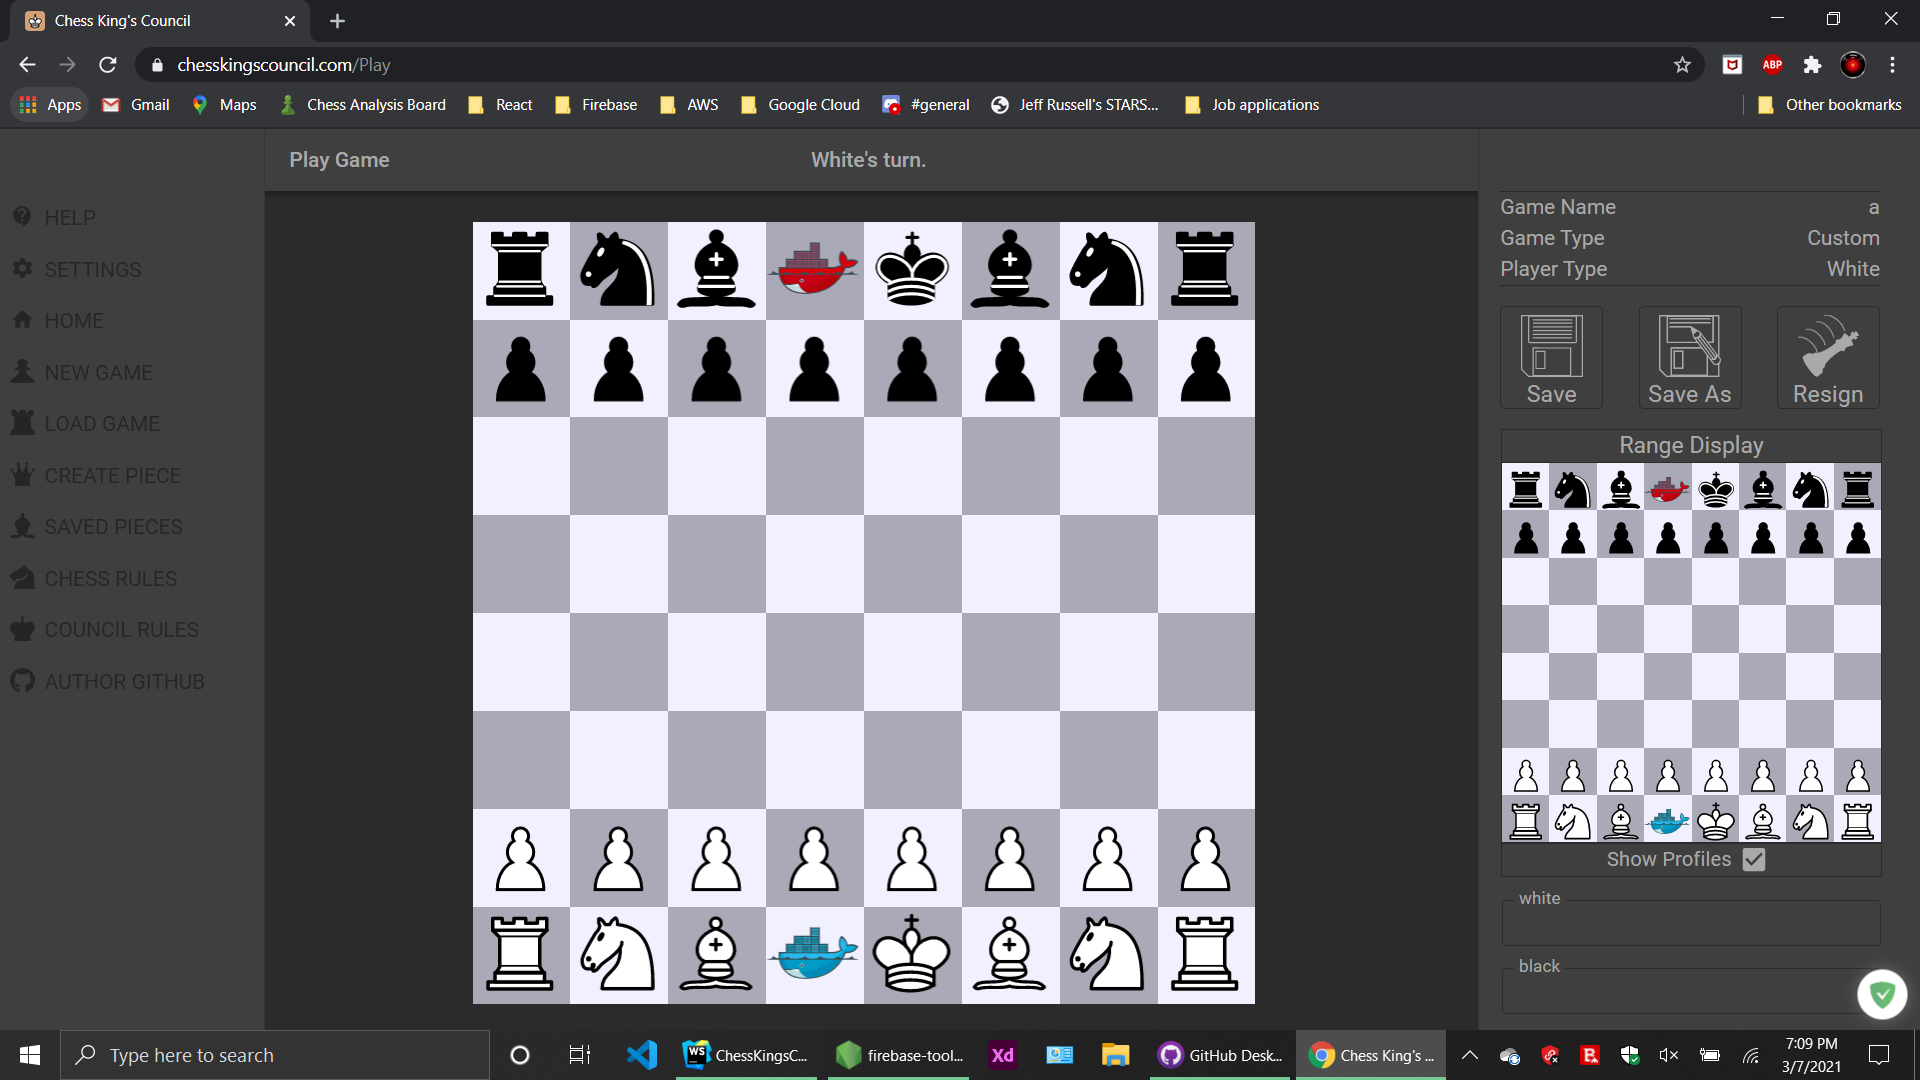 Chess King's Council
chesskingscouncil.com/Play
ABP
Apps
Gmail
Maps
Chess Analysis Board
React
Firebase
AWS
Google Cloud
#general
Jeff Russell's STARS...
Job applications
Other bookmarks
Play Game
White's turn.
HELP
SETTINGS
HOME
NEW GAME
LOAD GAME
CREATE PIECE
SAVED PIECES
CHESS RULES
COUNCIL RULES
AUTHOR GITHUB
Game Name a
Game Type Custom
Player Type White
Save
Save As
Resign
Range Display
Show Profiles
white
black
Type here to search
WS
ChessKingsC...
firebase-tool...
Xd
GitHub Desk...
Chess King's ...
7:09 PM
3/7/2021